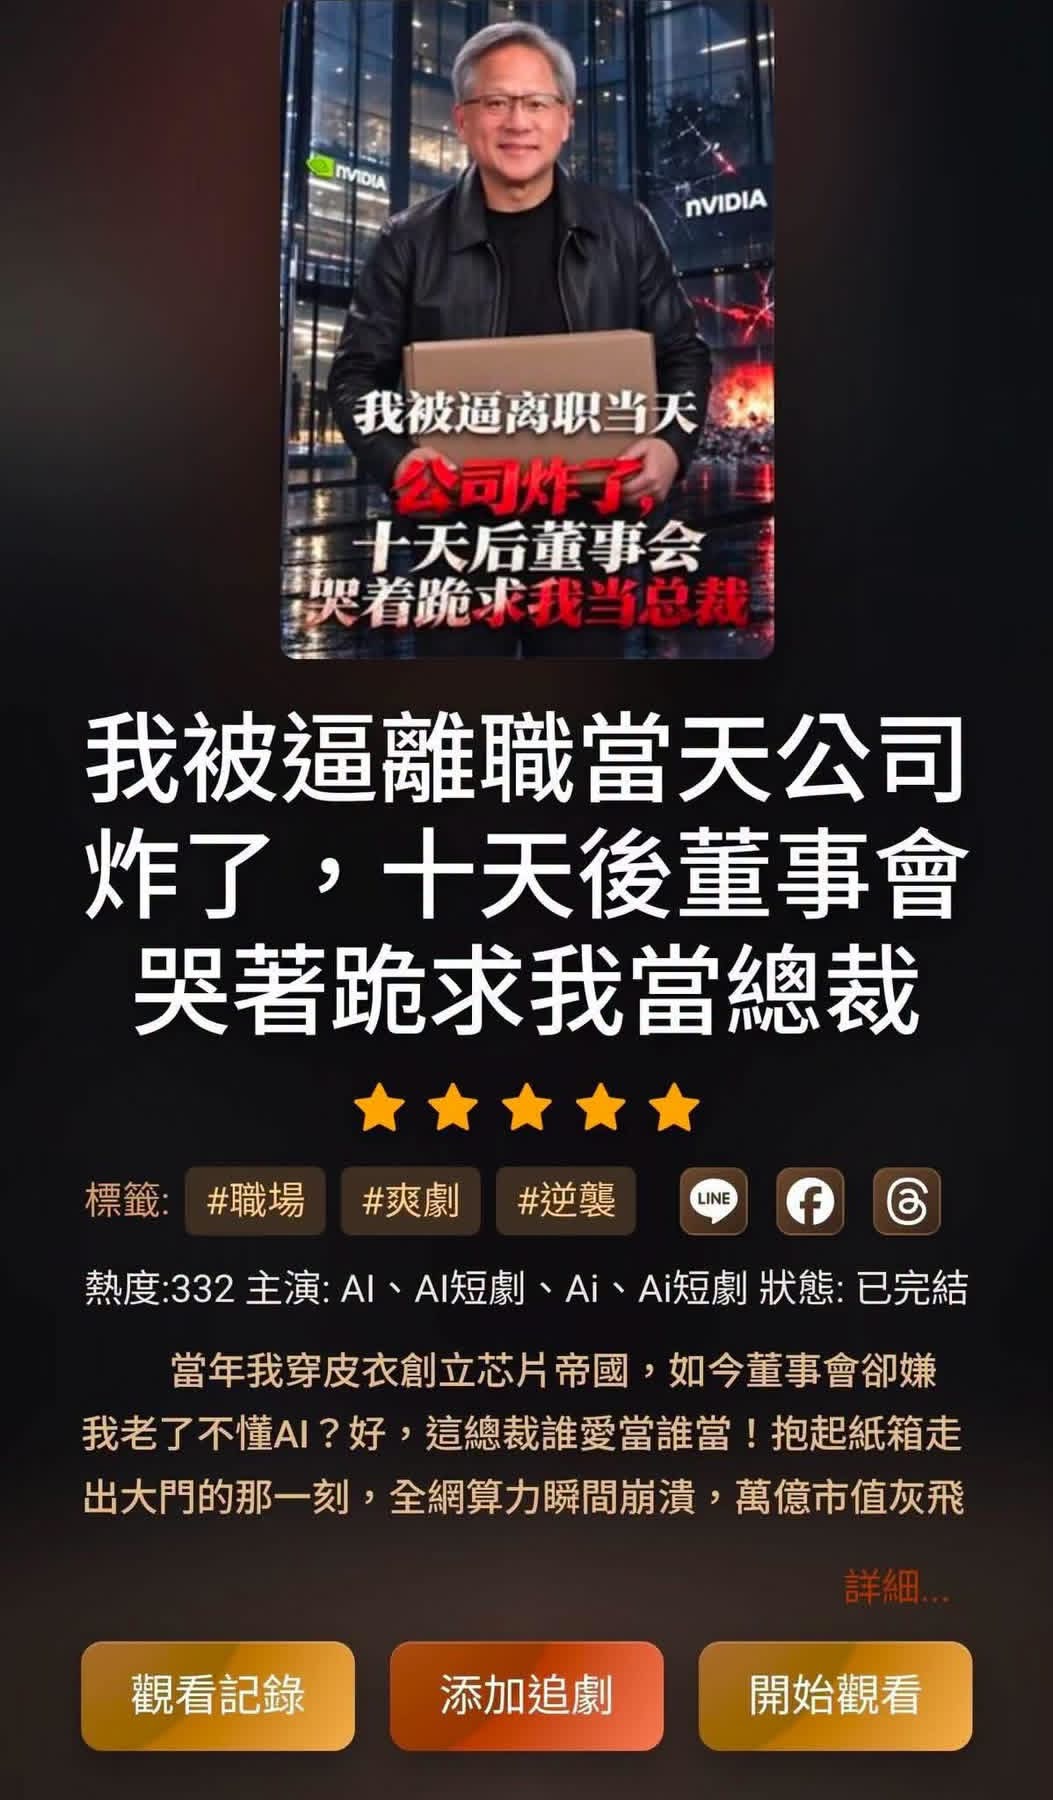 nVIDIA
nVIDIA
我被逼离职当天
公司炸了,
十天后董事会
哭着跪求我当总裁
我被逼離職當天公司
炸了，十天後董事會
哭著跪求我當總裁
標籤: #職場 #爽劇 #逆襲 LINE
熱度:332 主演: AI、AI短劇、Ai、Ai短劇 狀態: 已完結
當年我穿皮衣創立芯片帝國，如今董事會卻嫌
我老了不懂AI？好，這總裁誰愛當誰當！抱起紙箱走
出大門的那一刻，全網算力瞬間崩潰，萬億市值灰飛
詳細...
觀看記錄 添加追劇 開始觀看